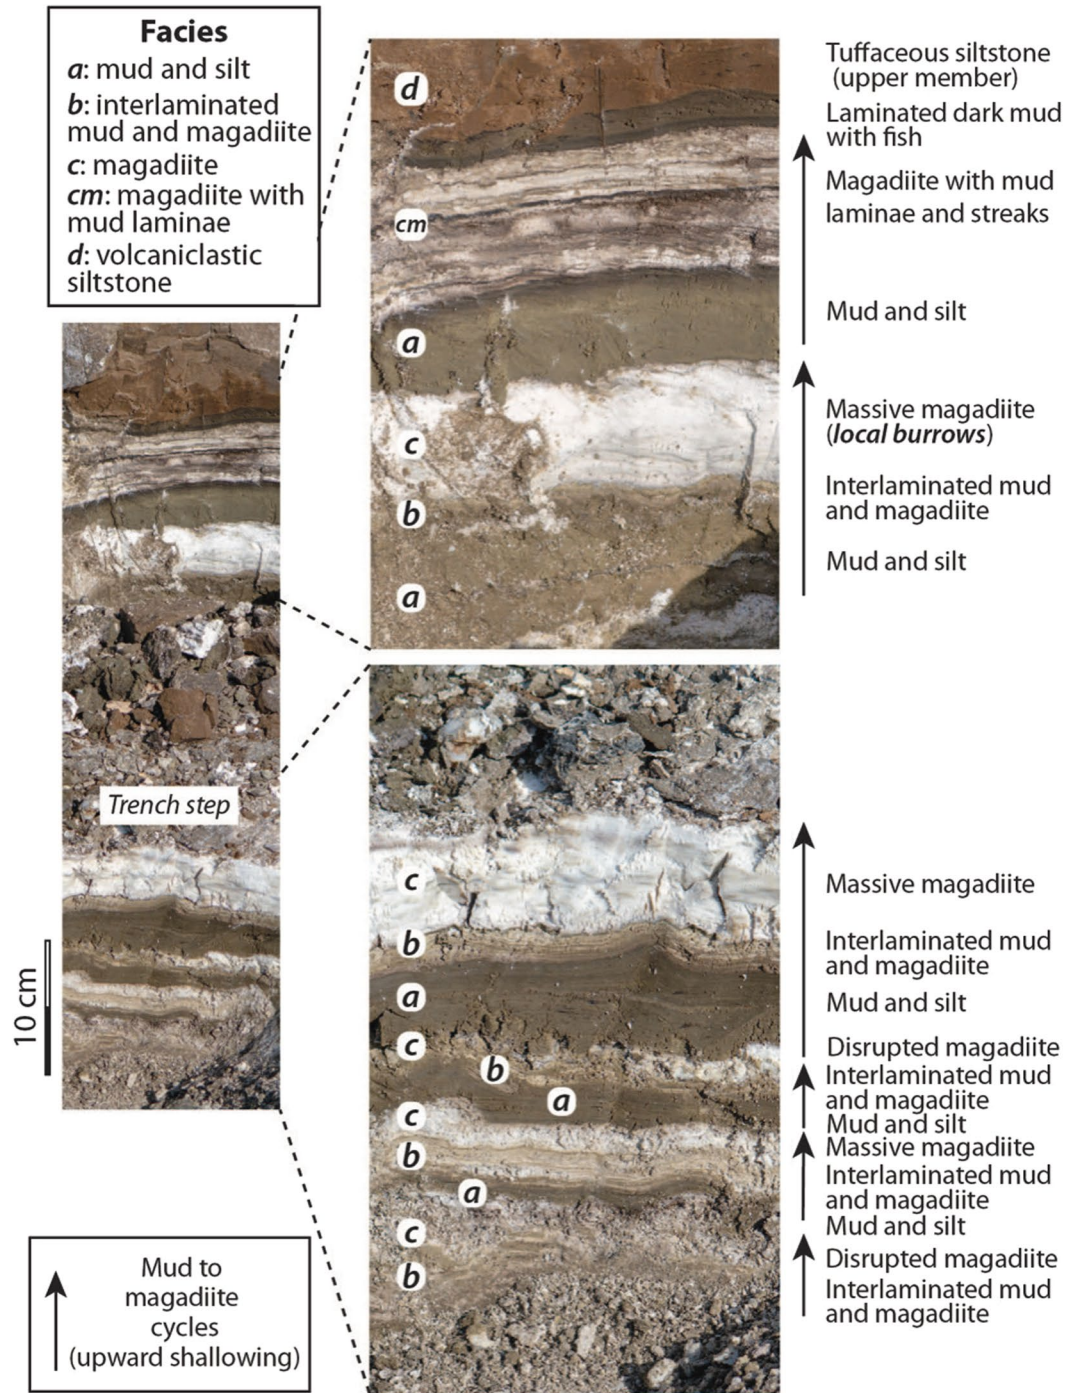 Facies
a: mud and silt
b: interlaminated
mud and magadiite
c: magadiite
cm: magadiite with
mud laminae
d: volcaniclastic
siltstone
Trench step
10 cm
Mud to
magadiite
cycles
(upward shallowing)
d
cm
a
c
b
a
Tuffaceous siltstone
(upper member)
Laminated dark mud
with fish
Magadiite with mud
laminae and streaks
Mud and silt
Massive magadiite
(local burrows)
Interlaminated mud
and magadiite
Mud and silt
c
b
a
c
b
a
c
b
a
c
b
Massive magadiite
Interlaminated mud
and magadiite
Mud and silt
Disrupted magadiite
Interlaminated mud
and magadiite
Mud and silt
Massive magadiite
Interlaminated mud
and magadiite
Mud and silt
Disrupted magadiite
Interlaminated mud
and magadiite